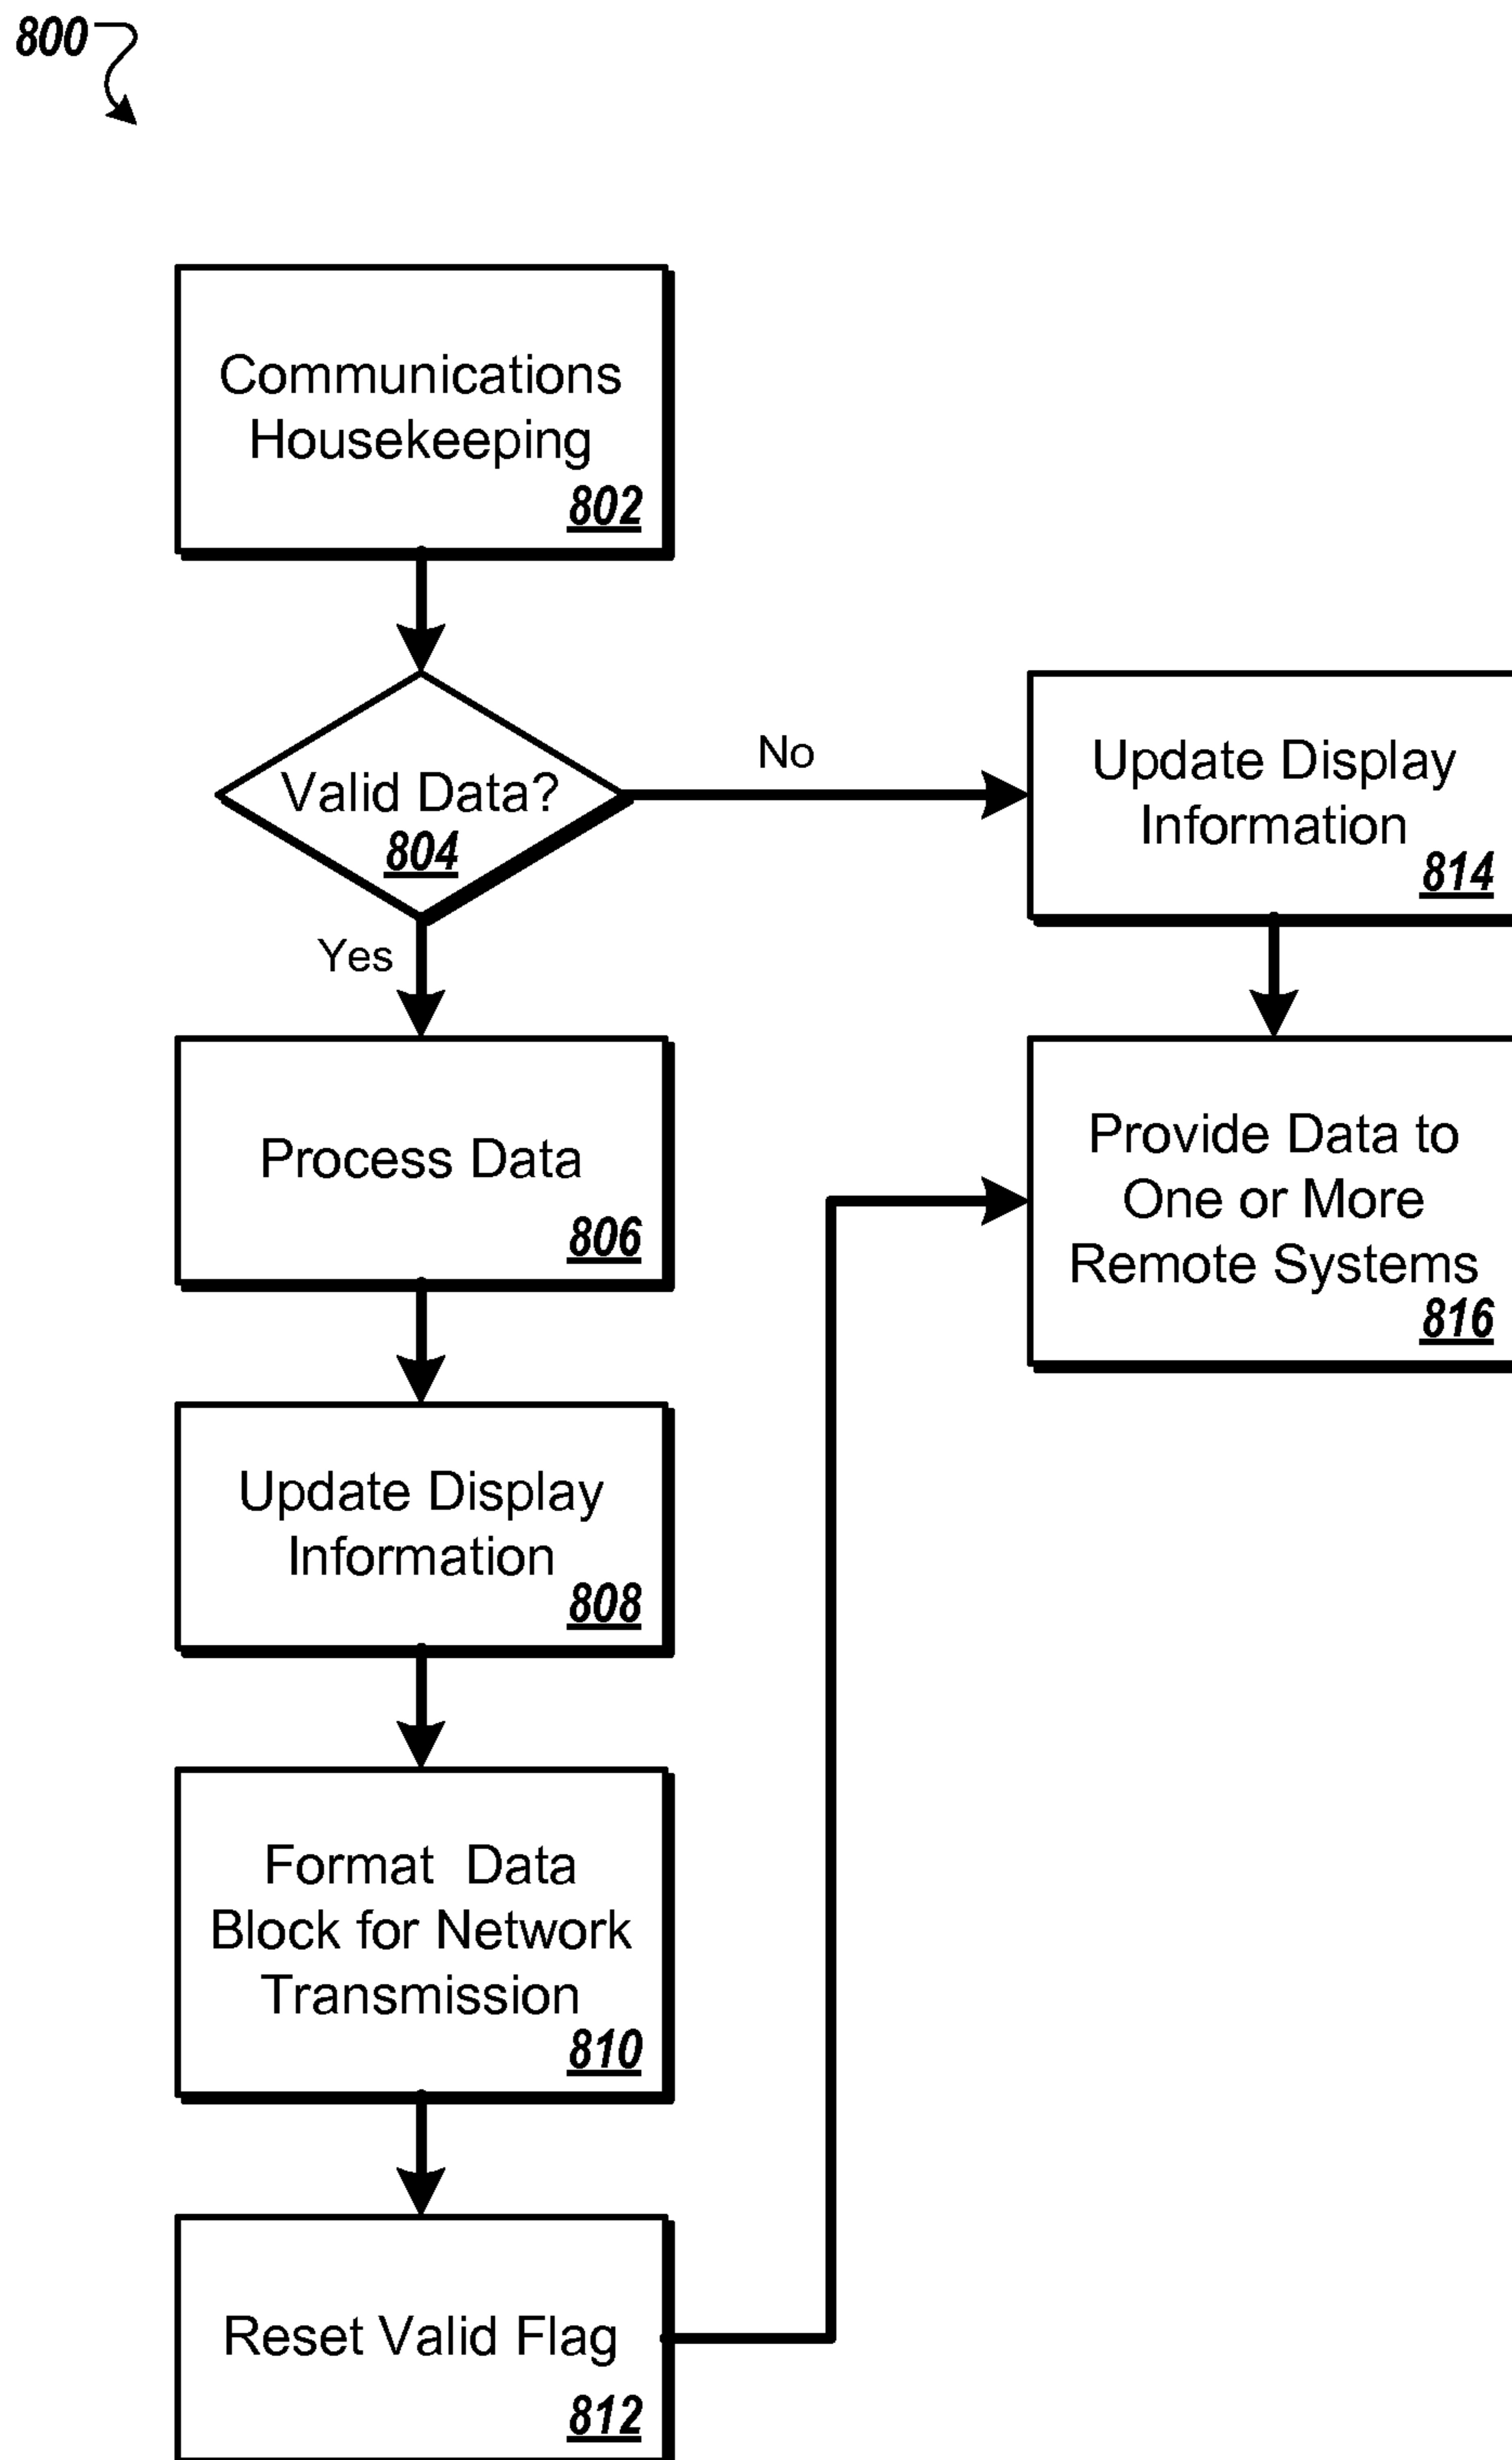 800
Communications
Housekeeping
802
Valid Data?
804
No
Yes
Update Display
Information
814
Process Data
806
Provide Data to
One or More
Remote Systems
816
Update Display
Information
808
Format Data
Block for Network
Transmission
810
Reset Valid Flag
812